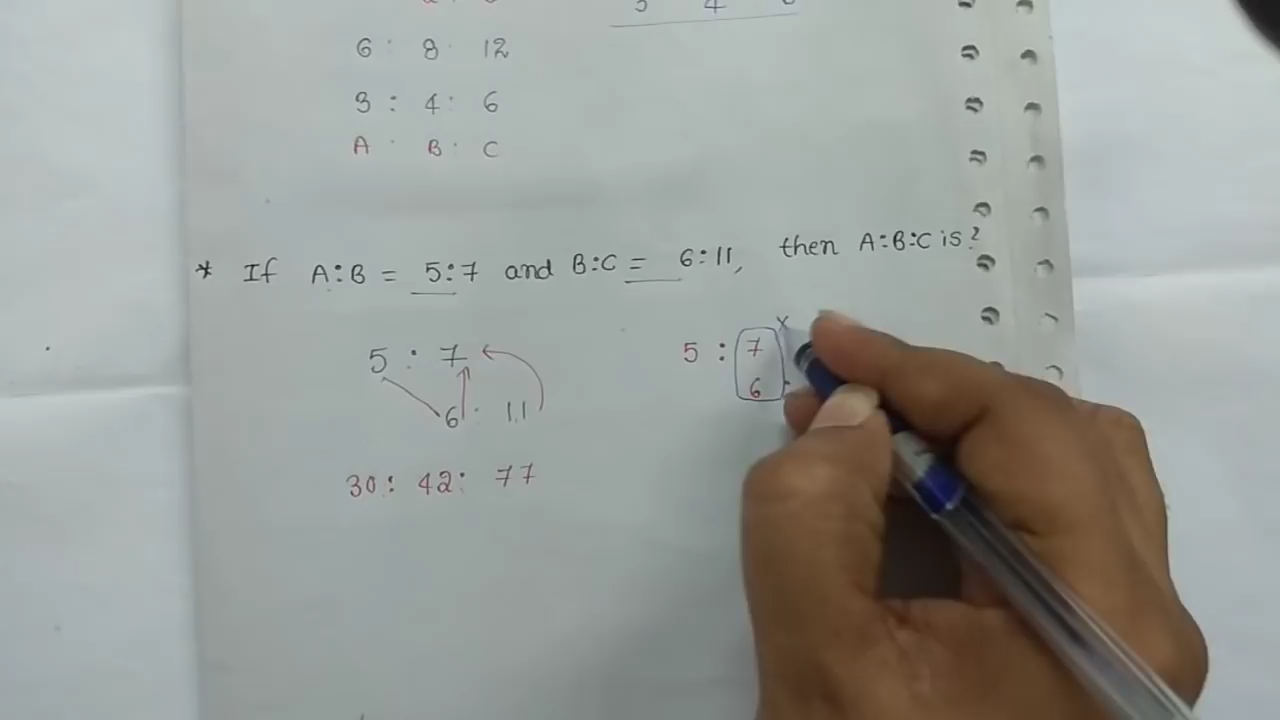 6 : 8 : 12
3 : 4 : 6
A : B : C
* If A:B = 5:7 and B:C = 6:11, then A:B:C is?
5 : 7
6 : 11
30 : 42 : 77
5 : 7 x
6 :